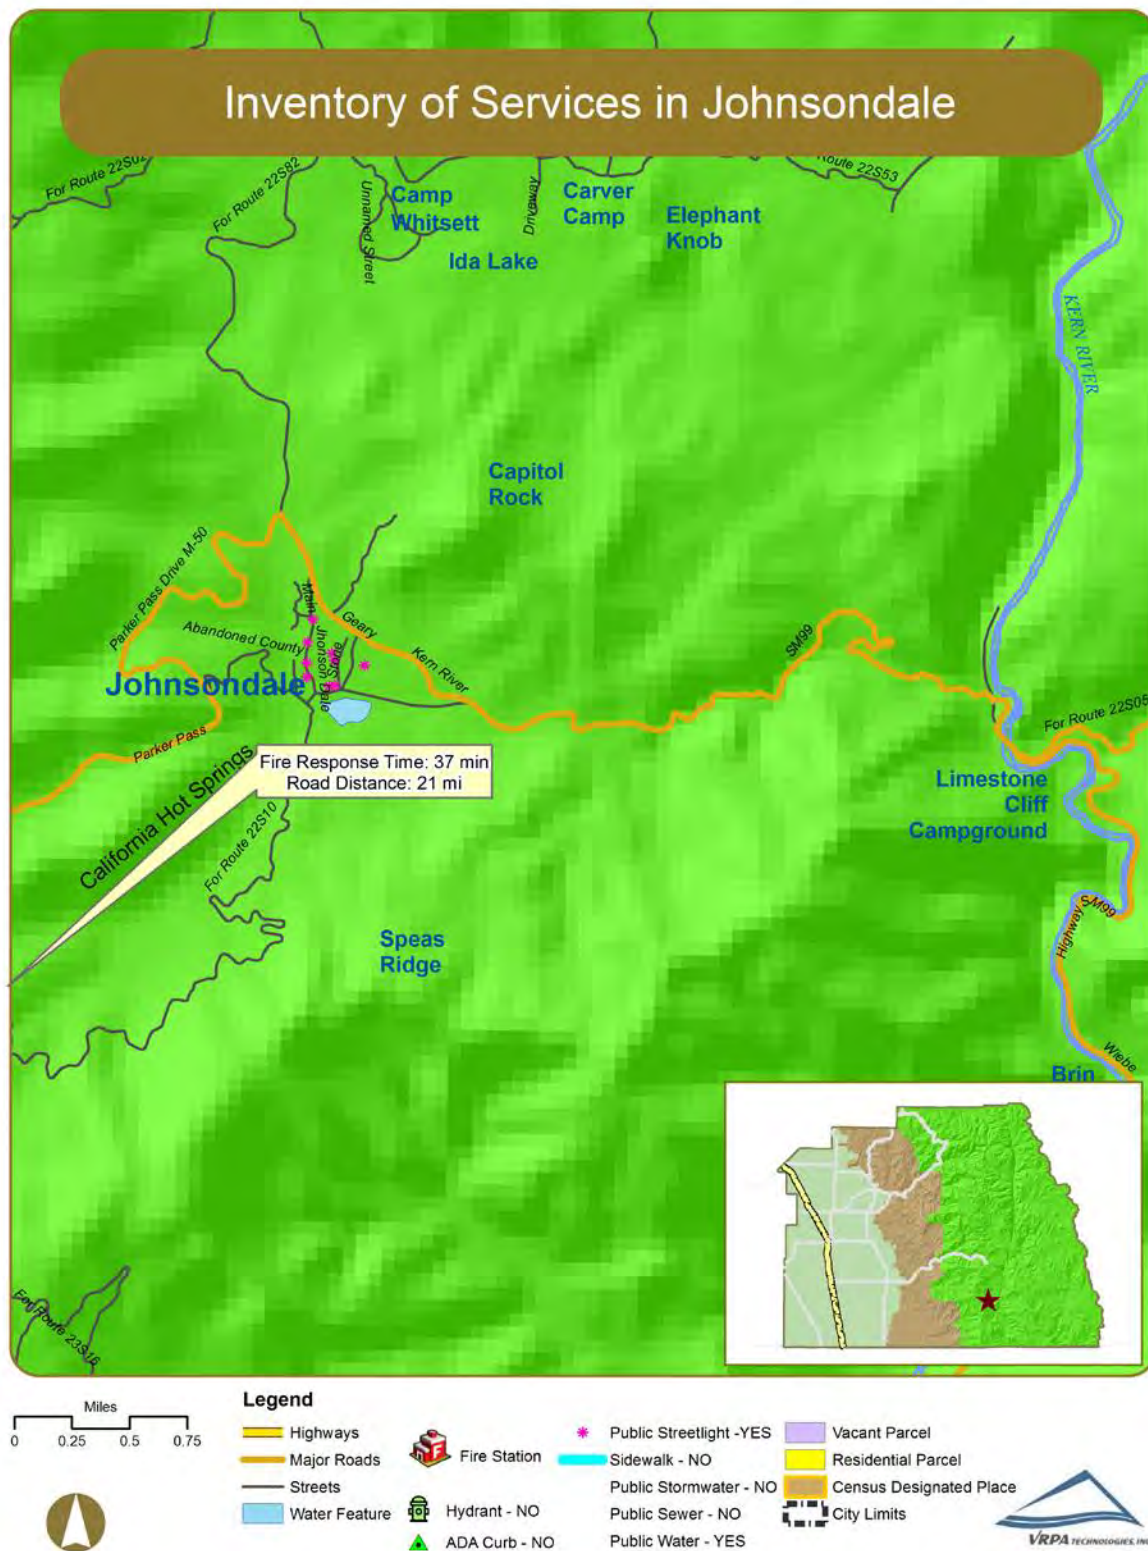 Inventory of Services in Johnsondale
For Route 22S02
For Route 22S82
Unnamed Street
Camp
Whitsett
Driveway
Carver
Camp
Route 22S53
Elephant
Knob
Ida Lake
KERN RIVER
Capitol
Rock
Parker Pass Drive M-50
Main
Geary
Abandoned County
Jhonson Dale
Kern River
SM99
Johnsondale
Parker Pass
For Route 22S05
California Hot Springs
Fire Response Time: 37 min
Road Distance: 21 mi
Limestone
Cliff
Campground
For Route 22S10
Highway SM99
Speas
Ridge
Wiebe
Brin
For Route 23S16
Miles
0 0.25 0.5 0.75
Legend
Highways
Major Roads
Streets
Water Feature
Fire Station
Hydrant - NO
ADA Curb - NO
Public Streetlight -YES
Sidewalk - NO
Public Stormwater - NO
Public Sewer - NO
Public Water - YES
Vacant Parcel
Residential Parcel
Census Designated Place
City Limits
VRPA TECHNOLOGIES, INC